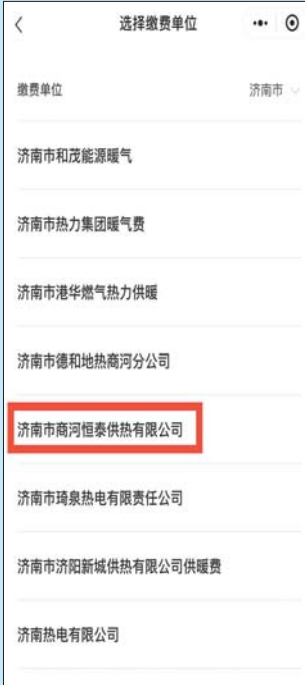 选择缴费单位
缴费单位 济南市
济南市和茂能源暖气
济南市热力集团暖气费
济南市港华燃气热力供暖
济南市德和地热商河分公司
济南市商河恒泰供热有限公司
济南市琦泉热电有限责任公司
济南市济阳新城供热有限公司供暖费
济南热电有限公司